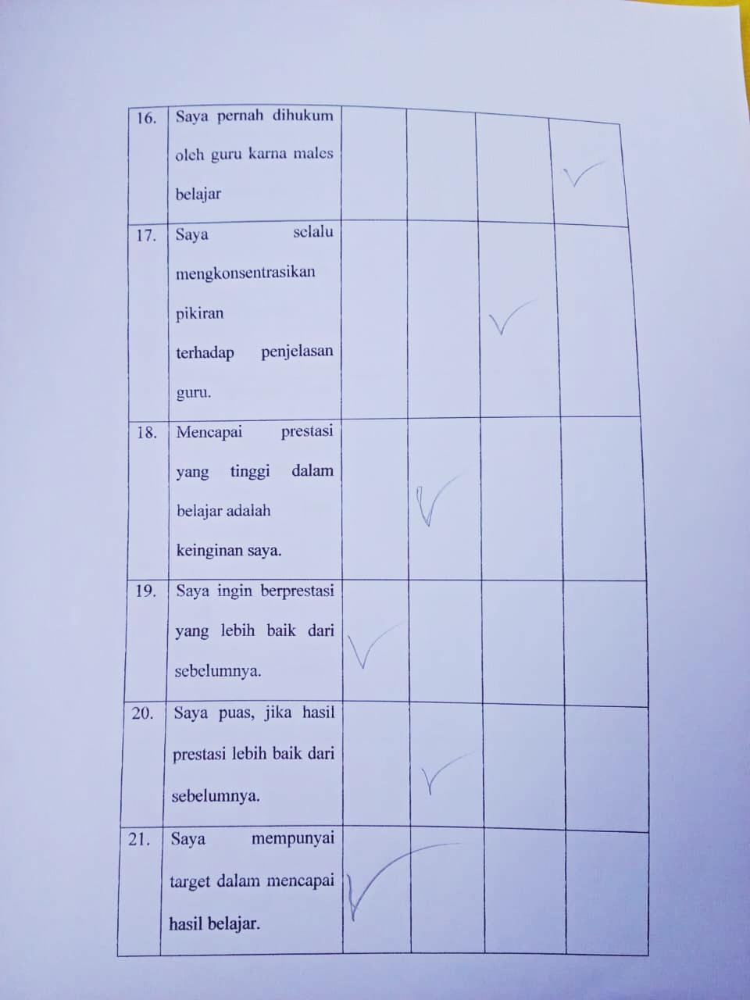 16. Saya pernah dihukum
oleh guru karna males
belajar
17. Saya selalu
mengkonsentrasikan
pikiran
terhadap penjelasan
guru.
18. Mencapai prestasi
yang tinggi dalam
belajar adalah
keinginan saya.
19. Saya ingin berprestasi
yang lebih baik dari
sebelumnya.
20. Saya puas, jika hasil
prestasi lebih baik dari
sebelumnya.
21. Saya mempunyai
target dalam mencapai
hasil belajar.